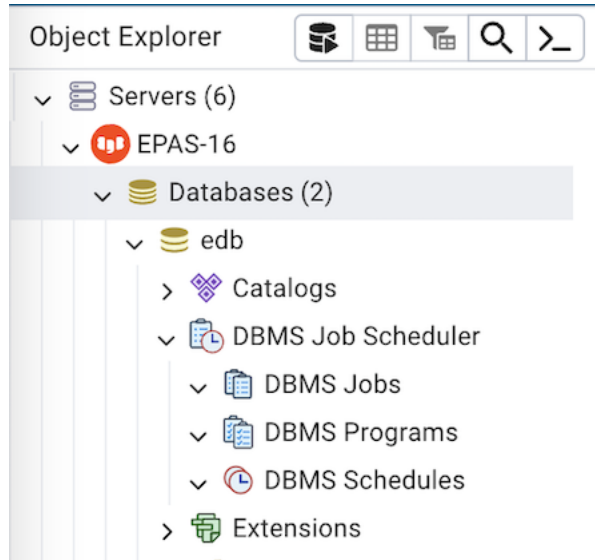 Object Explorer
Servers (6)
EPAS-16
Databases (2)
edb
Catalogs
DBMS Job Scheduler
DBMS Jobs
DBMS Programs
DBMS Schedules
Extensions